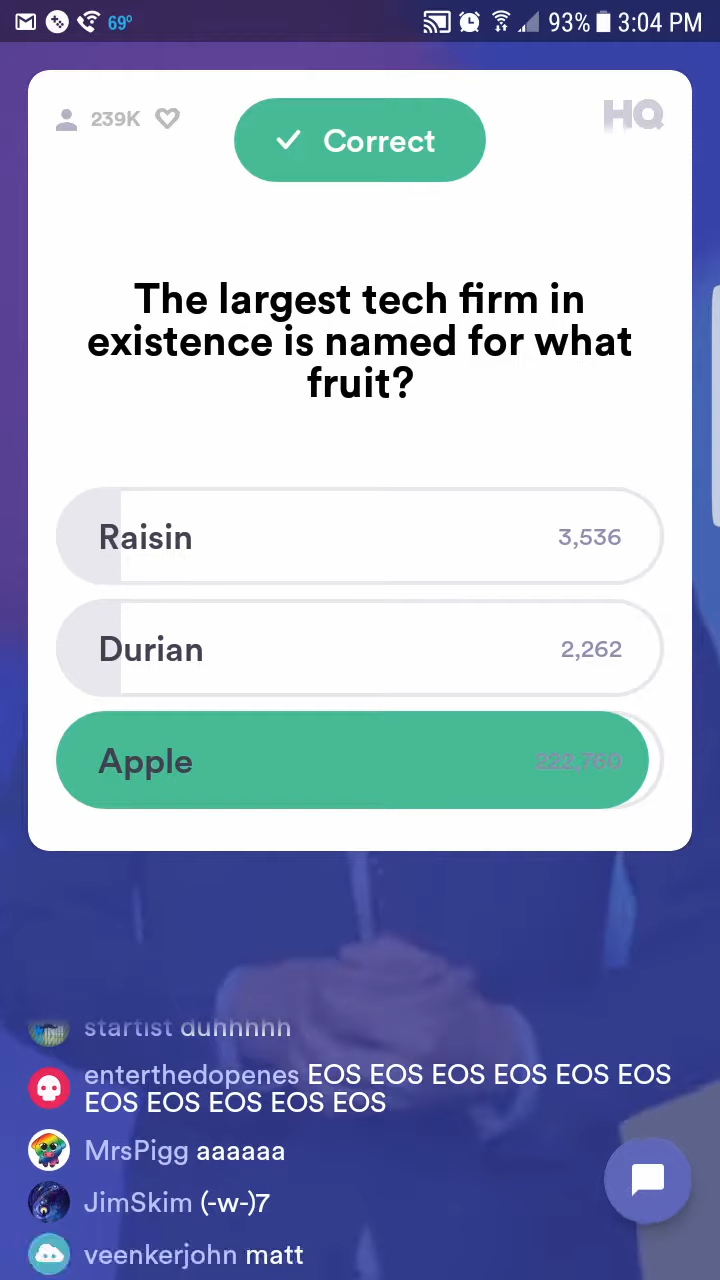 69° 93% 3:04 PM
239K Correct HQ
The largest tech firm in
existence is named for what
fruit?
Raisin 3,536
Durian 2,262
Apple 222,760
startist duhhhhh
enterthedopenes EOS EOS EOS EOS EOS EOS
EOS EOS EOS EOS EOS
MrsPigg aaaaaa
JimSkim (-w-)7
veenkerjohn matt